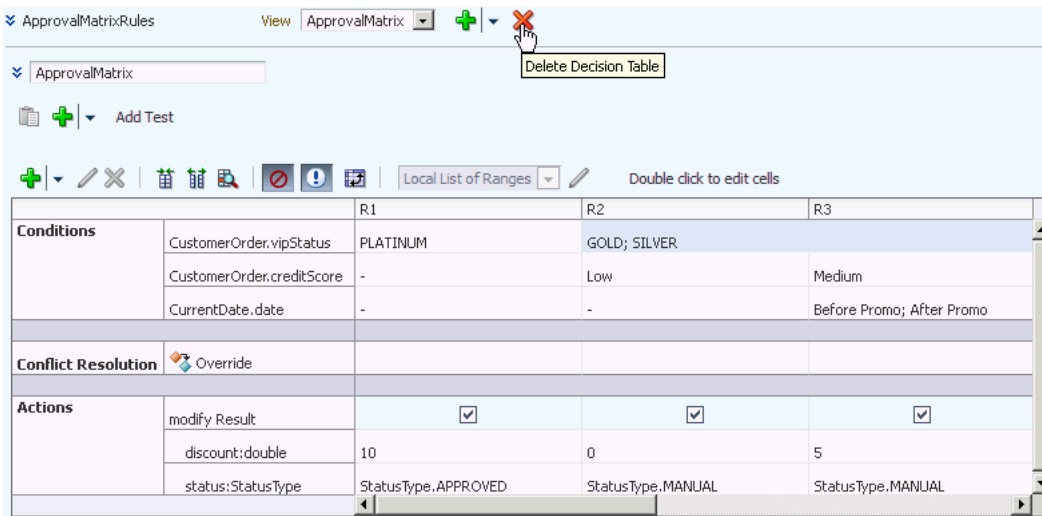 ApprovalMatrixRules View ApprovalMatrix
Delete Decision Table
ApprovalMatrix
Add Test
Local List of Ranges Double click to edit cells
R1 R2 R3
Conditions CustomerOrder.vipStatus PLATINUM GOLD; SILVER
CustomerOrder.creditScore - Low Medium
CurrentDate.date - - Before Promo; After Promo
Conflict Resolution Override
Actions modify Result
discount:double 10 0 5
status:StatusType StatusType.APPROVED StatusType.MANUAL StatusType.MANUAL